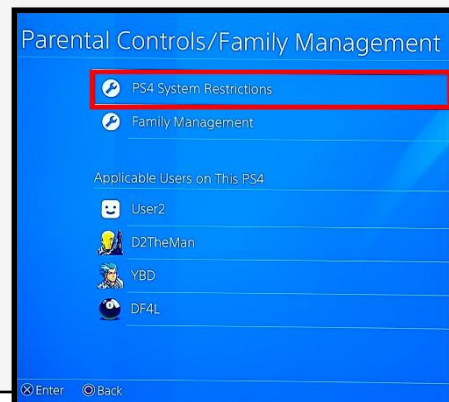 Parental Controls/Family Management
PS4 System Restrictions
Family Management
Applicable Users on This PS4
User2
D2TheMan
YBD
DF4L
Enter Back